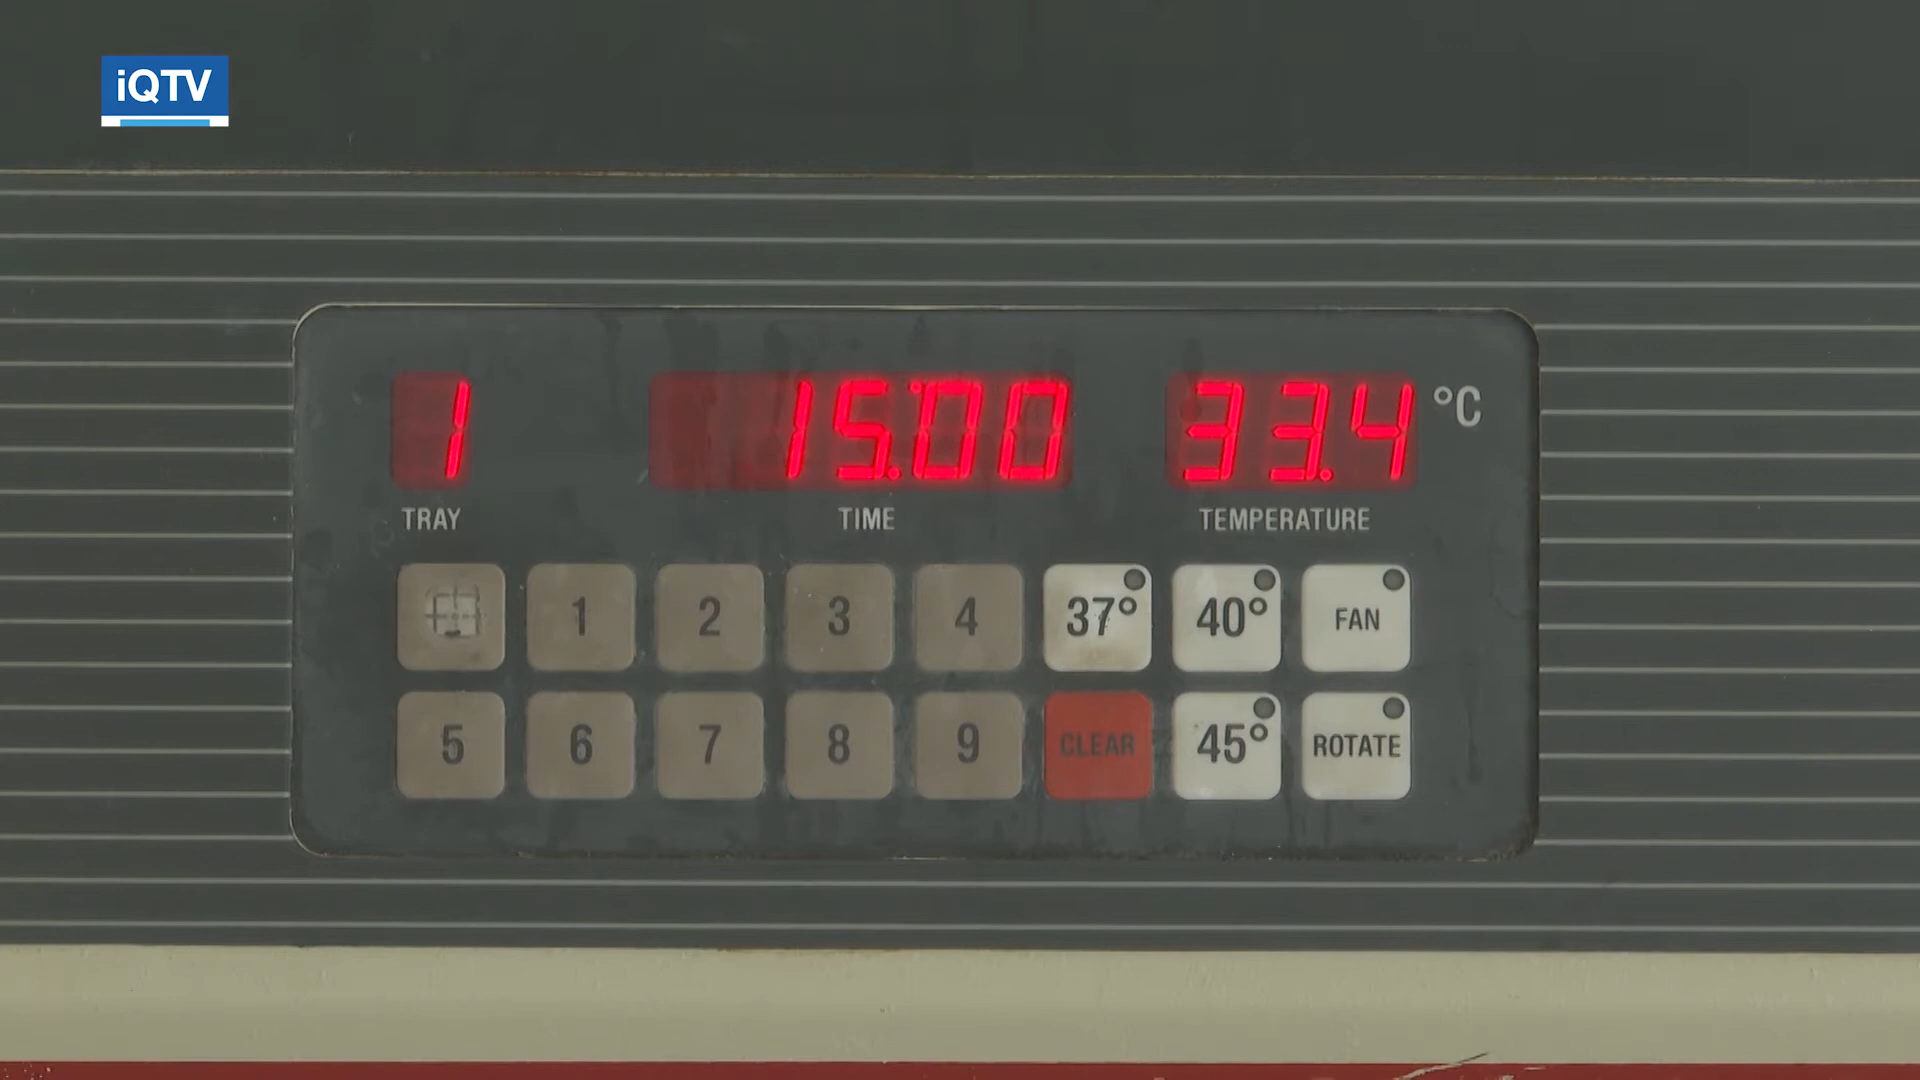 iQTV
1 15.00 33.4 °C
TRAY TIME TEMPERATURE
1 2 3 4 37° 40° FAN
5 6 7 8 9 CLEAR 45° ROTATE